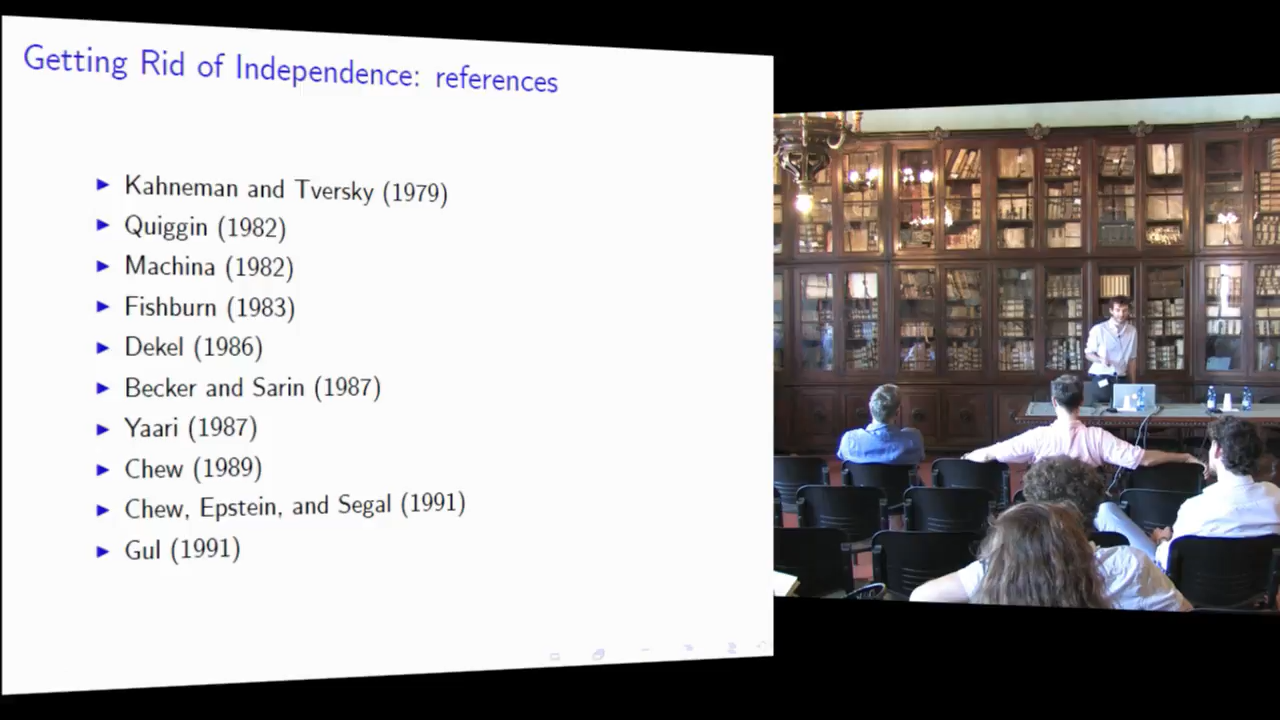 Getting Rid of Independence: references
Kahneman and Tversky (1979)
Quiggin (1982)
Machina (1982)
Fishburn (1983)
Dekel (1986)
Becker and Sarin (1987)
Yaari (1987)
Chew (1989)
Chew, Epstein, and Segal (1991)
Gul (1991)